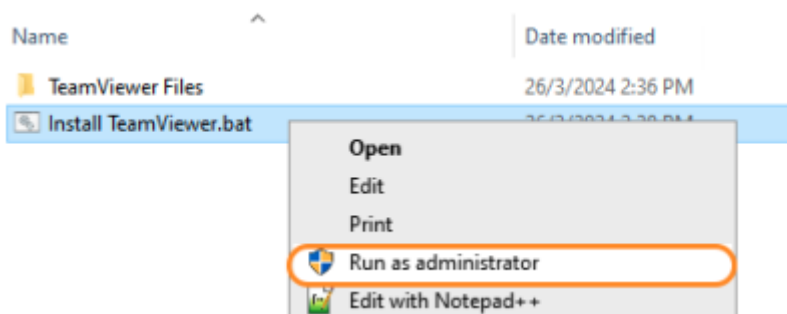 Name Date modified
TeamViewer Files 26/3/2024 2:36 PM
Install TeamViewer.bat
Open
Edit
Print
Run as administrator
Edit with Notepad++